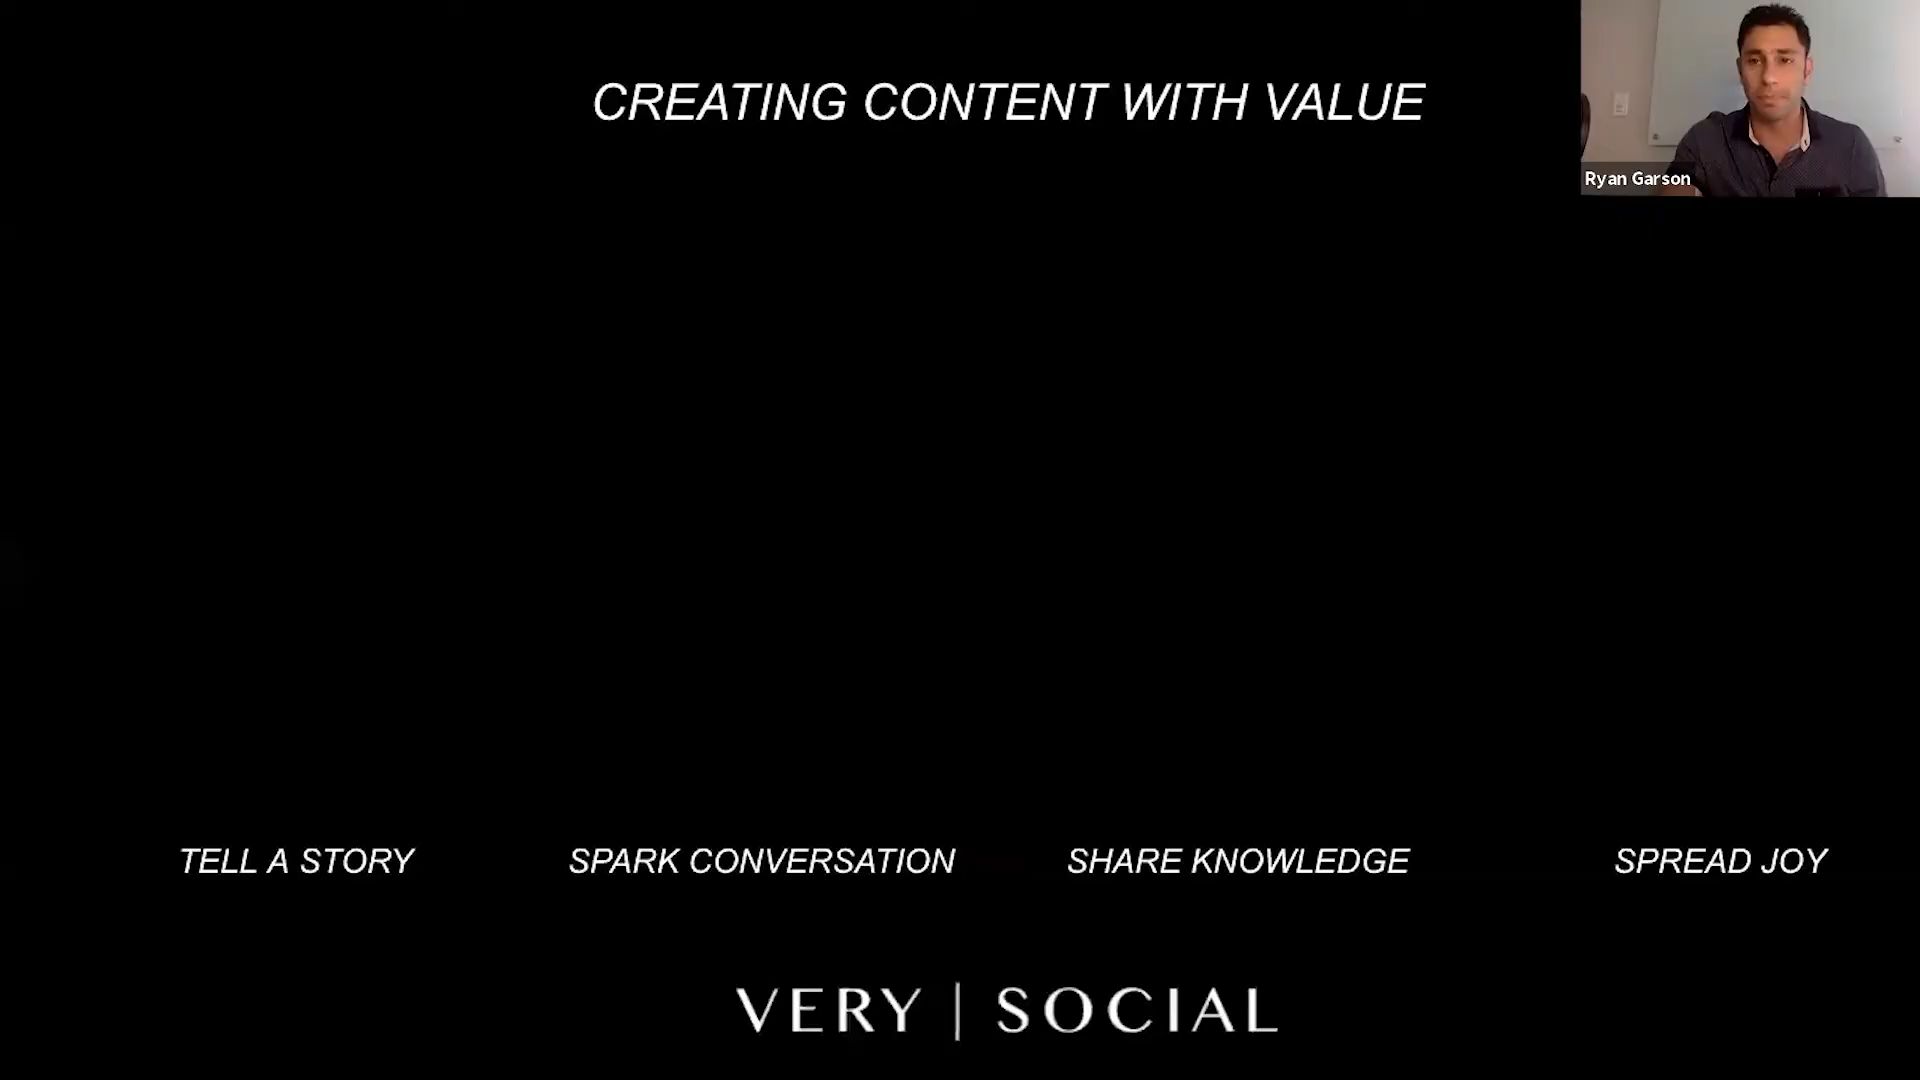 CREATING CONTENT WITH VALUE
Ryan Garson
TELL A STORY
SPARK CONVERSATION
SHARE KNOWLEDGE
SPREAD JOY
VERY | SOCIAL